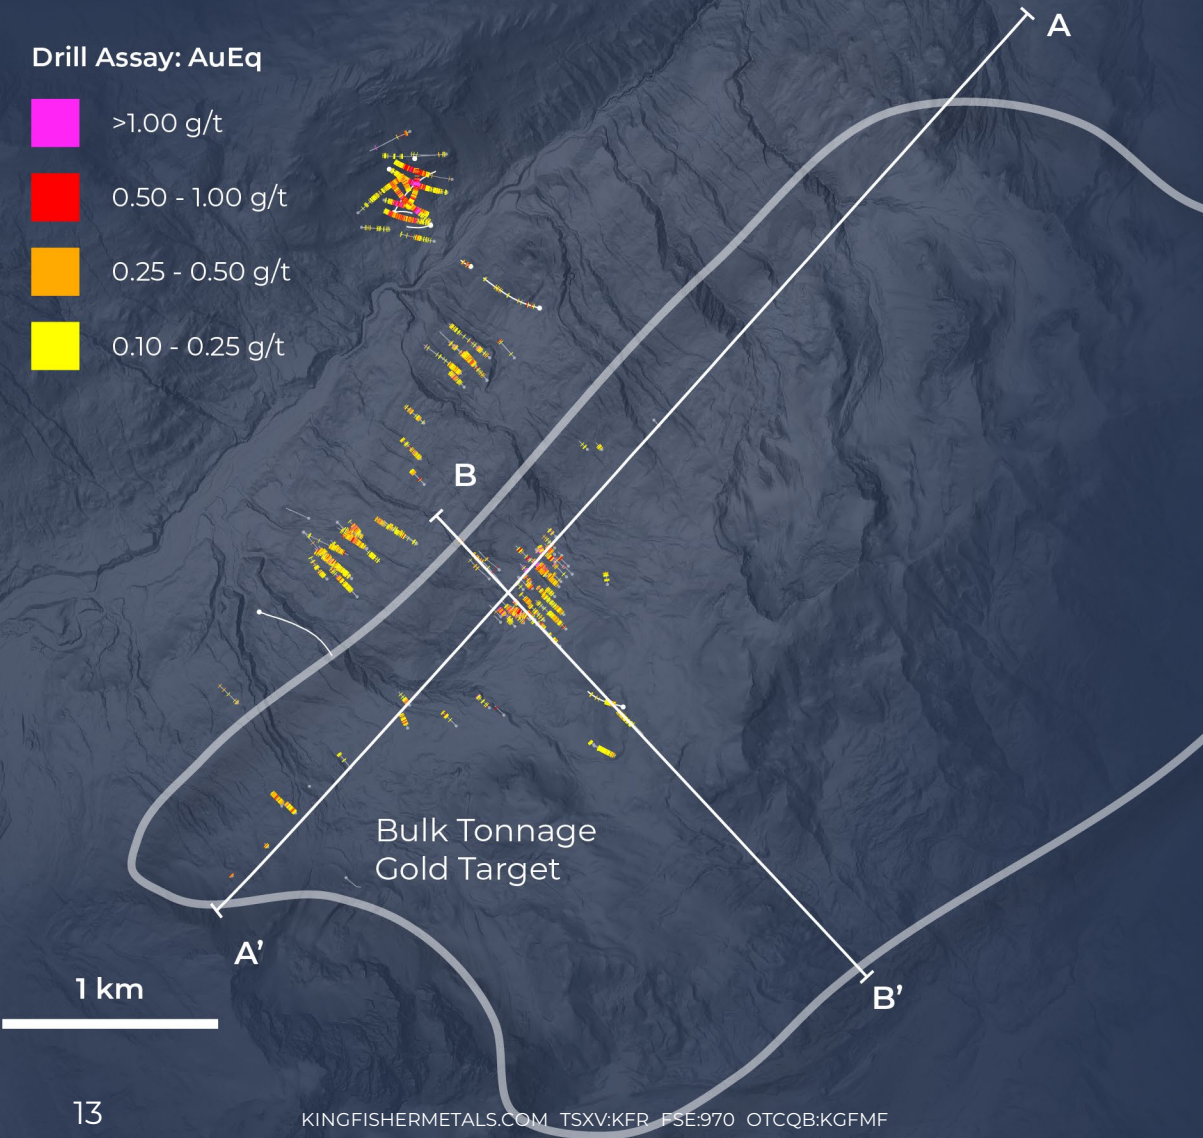 Drill Assay: AuEq
>1.00 g/t
0.50 - 1.00 g/t
0.25 - 0.50 g/t
0.10 - 0.25 g/t
A
B
Bulk Tonnage
Gold Target
A’
B’
1 km
13
KINGFISHERMETALS.COM TSXV:KFR FSE:970 OTCQB:KGFMF